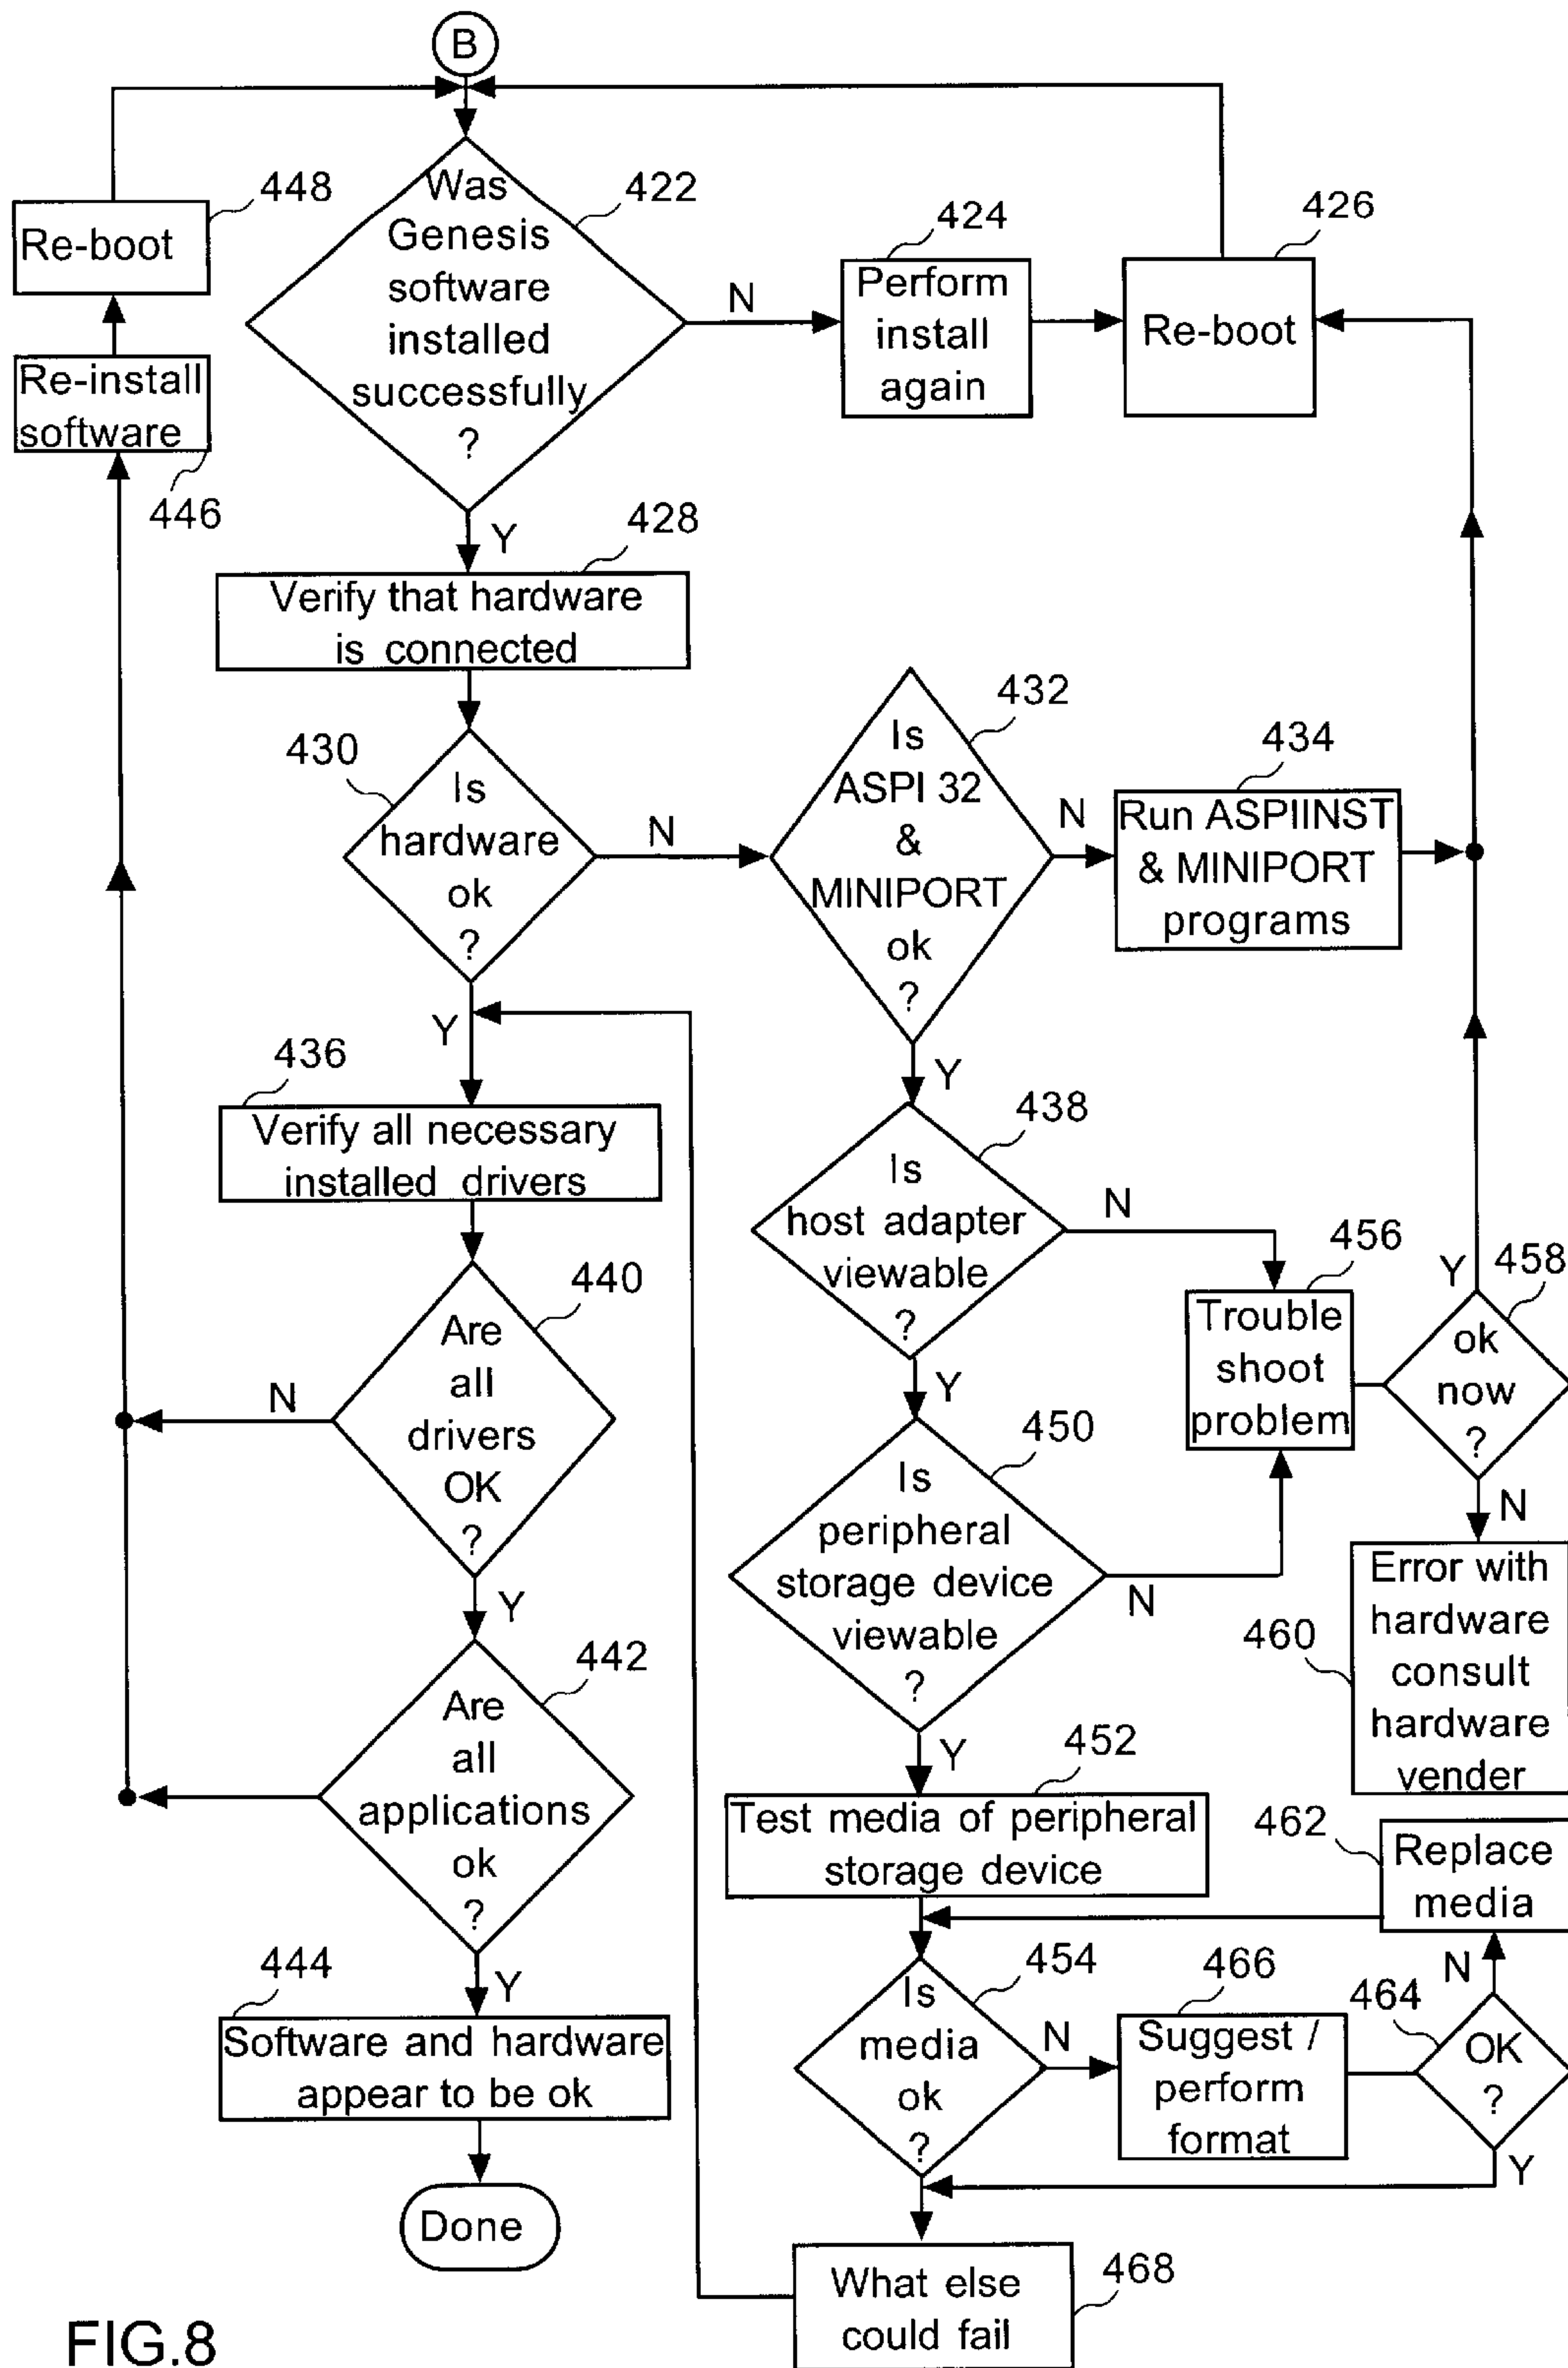 B
448
Re-boot
Re-install
software
446
Was
Genesis
software
installed
successfully
?
422
N
424
Perform
install
again
426
Re-boot
Y
428
Verify that hardware
is connected
430
Is
hardware
ok
?
N
432
Is
ASPI 32
&
MINIPORT
ok
?
N
434
Run ASPIINST
& MINIPORT
programs
Y
436
Verify all necessary
installed drivers
Y
438
Is
host adapter
viewable
?
N
456
Trouble
shoot
problem
Y
458
ok
now
?
N
440
Are
all
drivers
OK
?
N
Y
450
Is
peripheral
storage device
viewable
?
N
Y
460
Error with
hardware
consult
hardware
vender
442
Are
all
applications
ok
?
Y
452
Test media of peripheral
storage device
462
Replace
media
N
444
Software and hardware
appear to be ok
Done
454
Is
media
ok
?
N
466
Suggest /
perform
format
464
OK
?
Y
What else
could fail
468
FIG.8